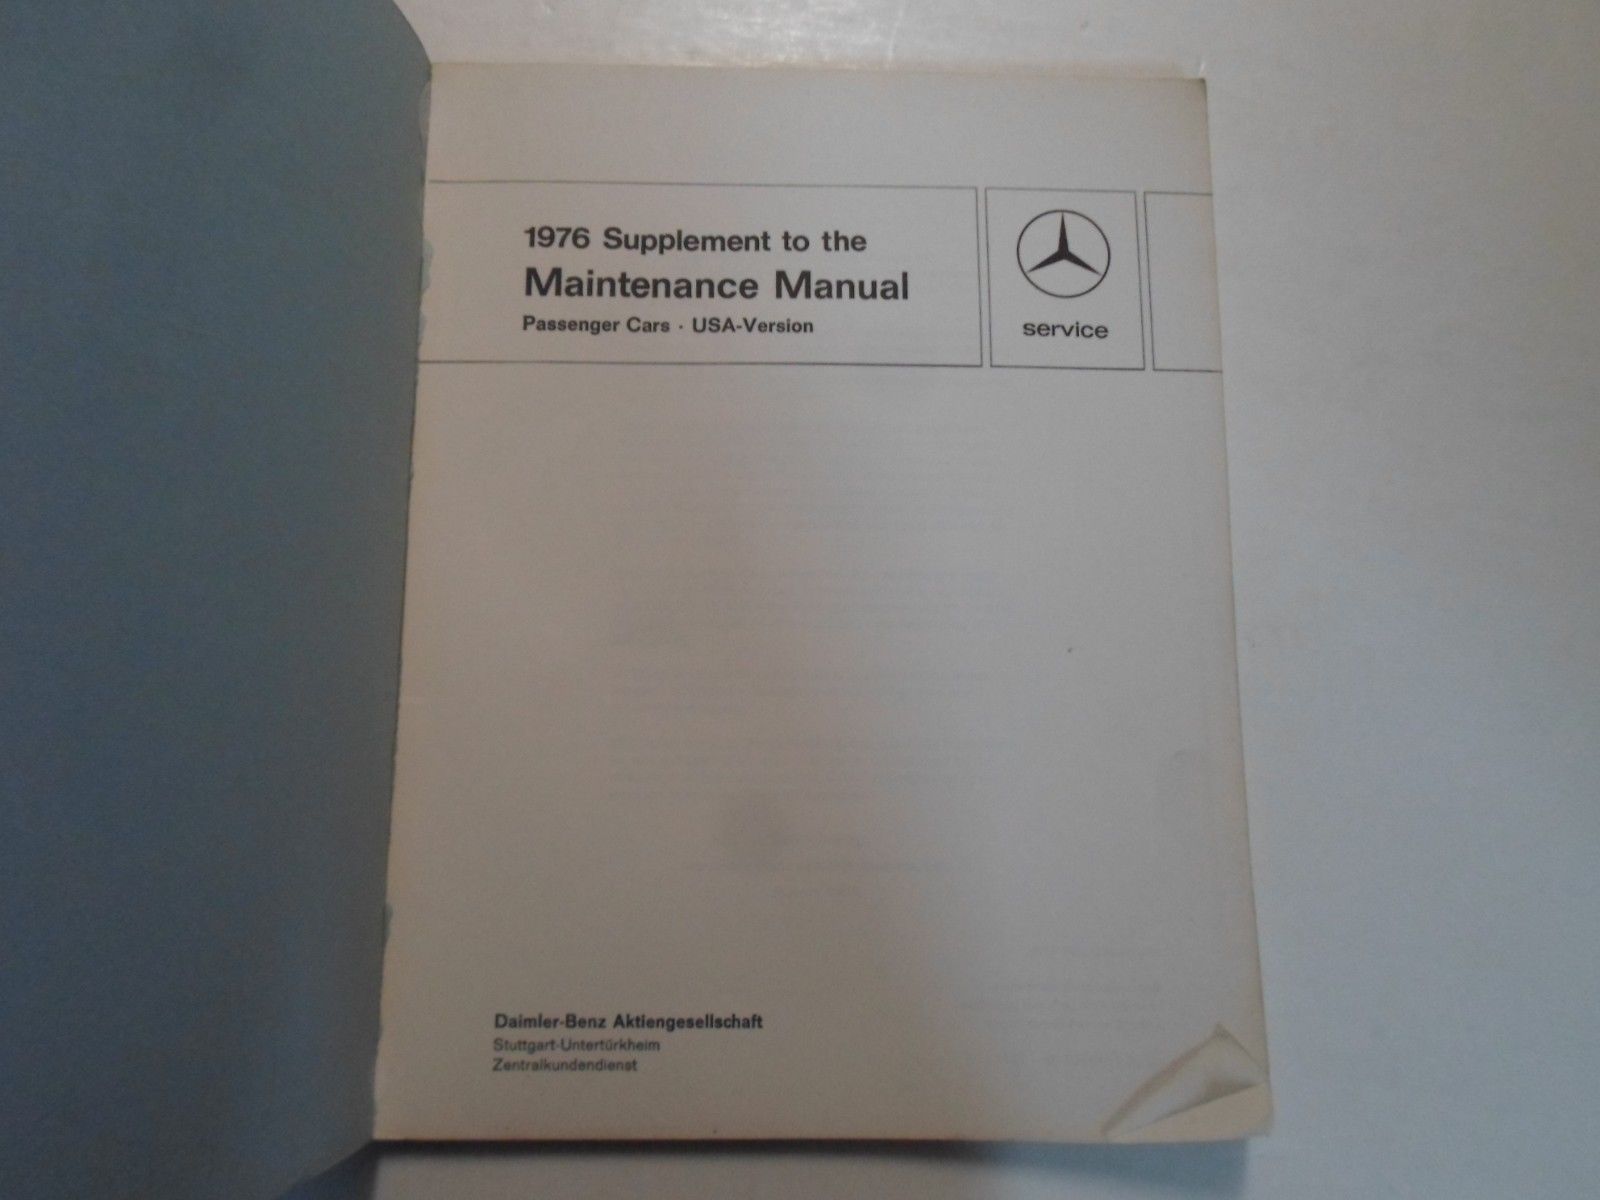 1976 Supplement to the
Maintenance Manual
Passenger Cars · USA-Version
service
Daimler-Benz Aktiengesellschaft
Stuttgart-Untertürkheim
Zentralkundendienst